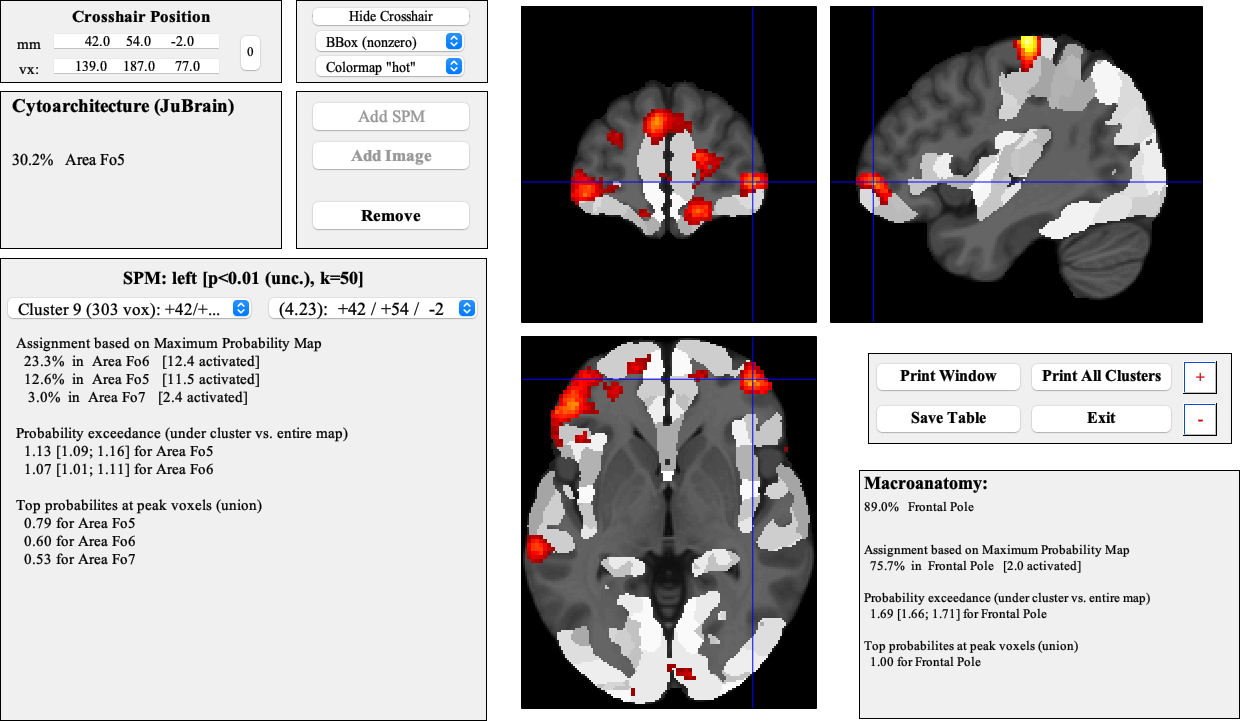 Crosshair Position
mm 42.0 54.0 -2.0
vx: 139.0 187.0 77.0
0
Hide Crosshair
BBox (nonzero)
Colormap "hot"
Cytoarchitecture (JuBrain)
30.2% Area Fo5
Add SPM
Add Image
Remove
SPM: left [p<0.01 (unc.), k=50]
Cluster 9 (303 vox): +42/+... (4.23): +42 / +54 / -2
Assignment based on Maximum Probability Map
23.3% in Area Fo6 [12.4 activated]
12.6% in Area Fo5 [11.5 activated]
3.0% in Area Fo7 [2.4 activated]
Probability exceedance (under cluster vs. entire map)
1.13 [1.09; 1.16] for Area Fo5
1.07 [1.01; 1.11] for Area Fo6
Top probabilites at peak voxels (union)
0.79 for Area Fo5
0.60 for Area Fo6
0.53 for Area Fo7
Print Window Print All Clusters +
Save Table Exit -
Macroanatomy:
89.0% Frontal Pole
Assignment based on Maximum Probability Map
75.7% in Frontal Pole [2.0 activated]
Probability exceedance (under cluster vs. entire map)
1.69 [1.66; 1.71] for Frontal Pole
Top probabilites at peak voxels (union)
1.00 for Frontal Pole